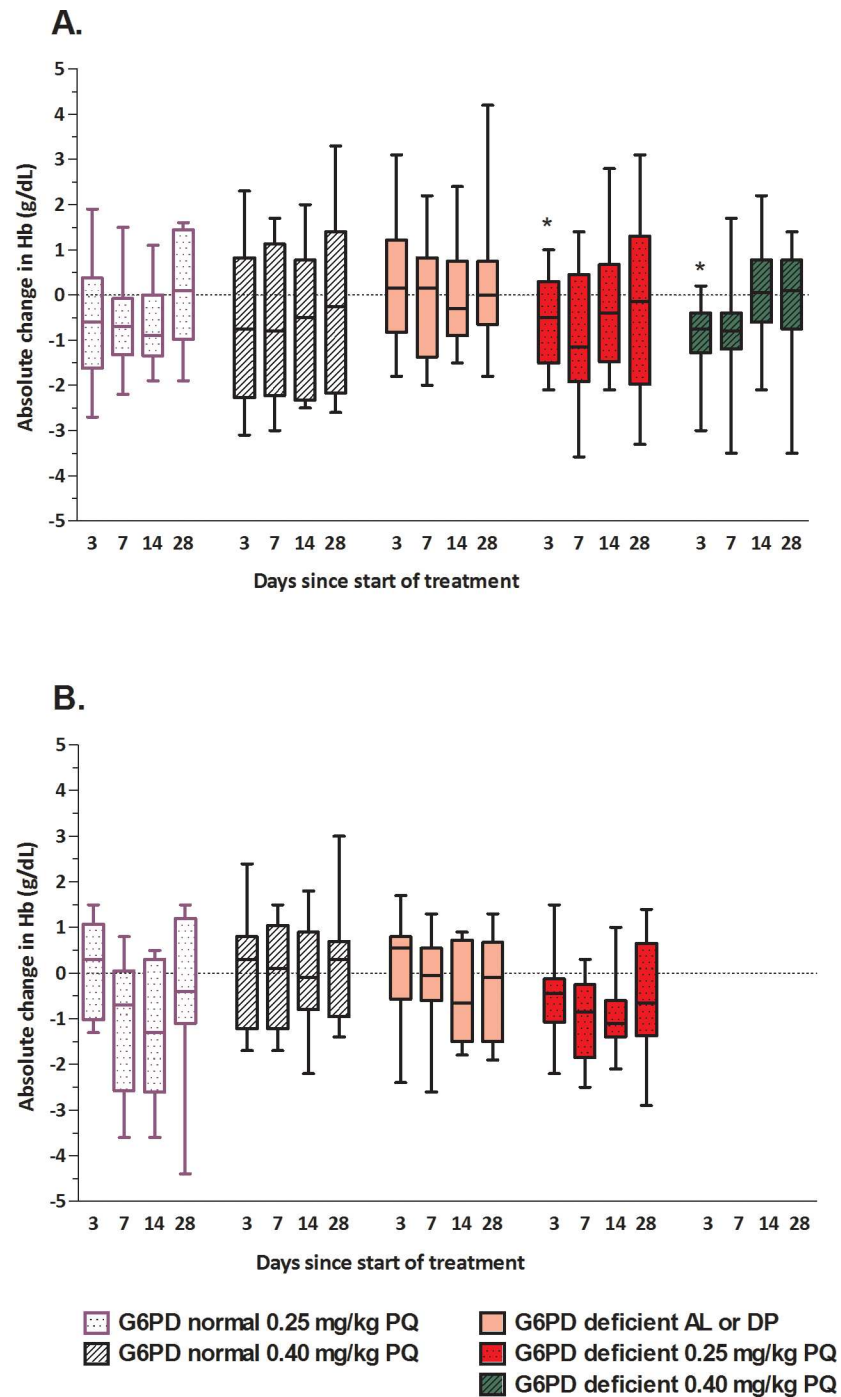 A.
5
4
3
2
1
0
-1
-2
-3
-4
-5
Absolute change in Hb (g/dL)
* *
3 7 14 28 3 7 14 28 3 7 14 28 3 7 14 28 3 7 14 28
Days since start of treatment
B.
5
4
3
2
1
0
-1
-2
-3
-4
-5
Absolute change in Hb (g/dL)
3 7 14 28 3 7 14 28 3 7 14 28 3 7 14 28 3 7 14 28
Days since start of treatment
G6PD normal 0.25 mg/kg PQ
G6PD normal 0.40 mg/kg PQ
G6PD deficient AL or DP
G6PD deficient 0.25 mg/kg PQ
G6PD deficient 0.40 mg/kg PQ